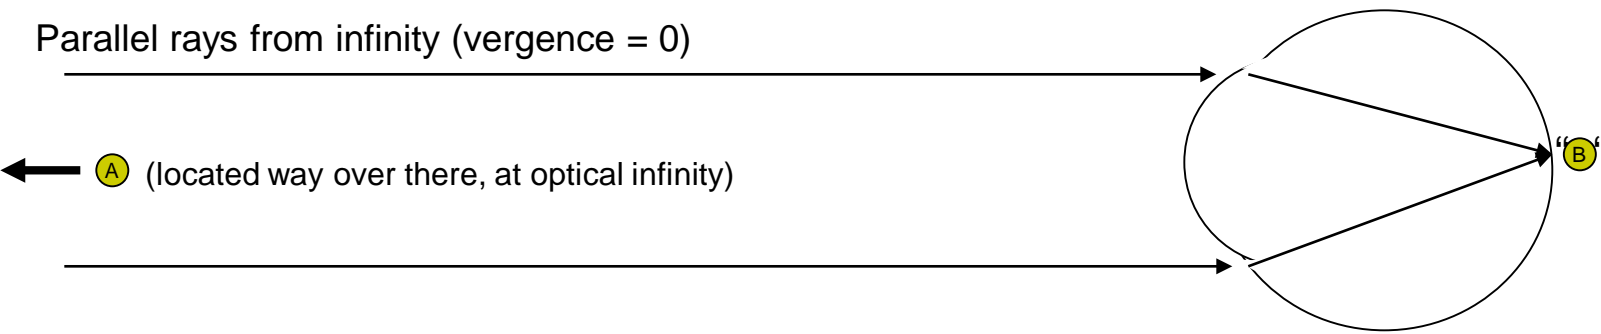 Parallel rays from infinity (vergence = 0)
A (located way over there, at optical infinity)
“B“